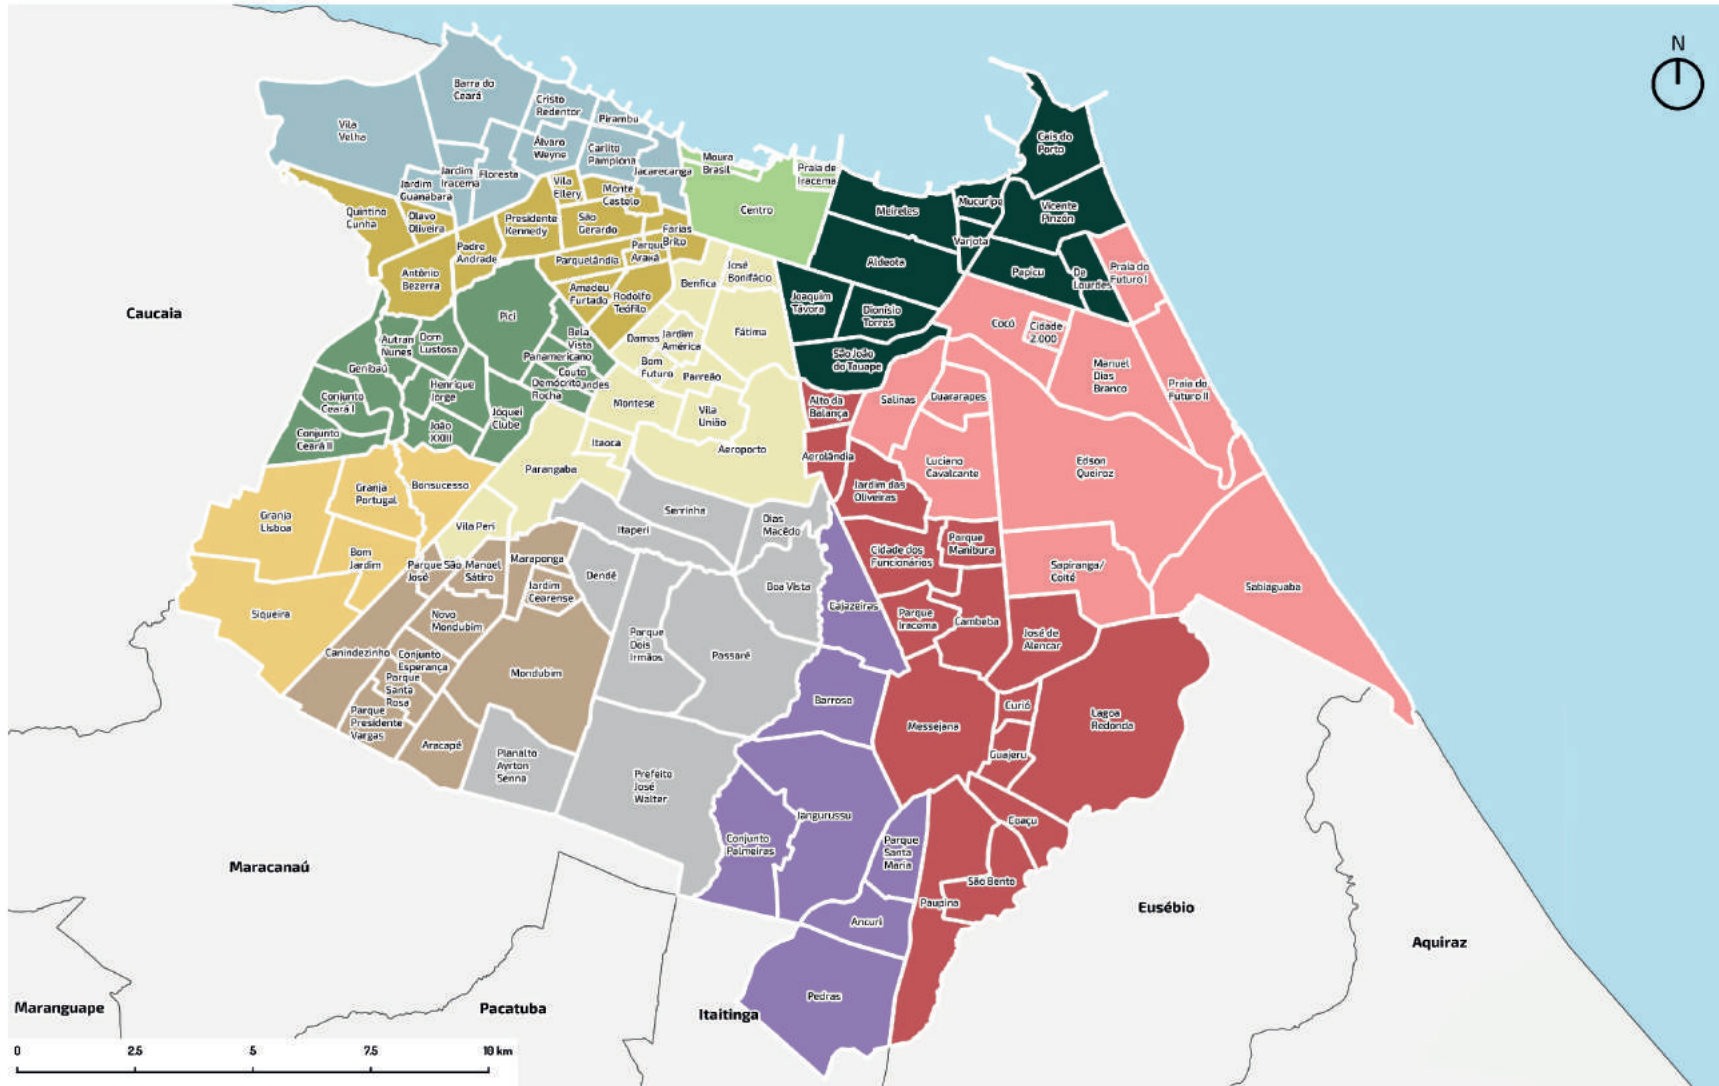 N
Barra do
Ceará
Vila
Velha
Cristo
Redentor
Pirambu
Álvaro
Weyne
Carlito
Pamplona
Jacarecanga
Jardim
Iracema
Floresta
Jardim
Guanabara
Moura
Brasil
Praia de
Iracema
Centro
Cais do
Porto
Meireles
Mucuripe
Vicente
Pinzón
Varjota
Aldeota
Papicu
De
Lourdes
Praia do
Futuro I
Joaquim
Távora
Dionísio
Torres
São João
do Tauape
Quintino
Cunha
Olavo
Oliveira
Vila
Ellery
Monte
Castelo
Presidente
Kennedy
São
Gerardo
Farias
Brito
Padre
Andrade
Parque
Araxá
Parquelândia
Antônio
Bezerra
Amadeu
Furtado
Rodolfo
Teófilo
Benfica
José
Bonifácio
Fátima
Damas
Jardim
América
Bom
Futuro
Parreão
Montese
Vila
União
Itaoca
Aeroporto
Parangaba
Vila Peri
Caucaia
Pici
Bela
Vista
Panamericano
Couto
Fernandes
Demócrito
Rocha
Autran
Nunes
Dom
Lustosa
Genibaú
Henrique
Jorge
Jóquei
Clube
João
XXIII
Conjunto
Ceará I
Conjunto
Ceará II
Cocó
Cidade
2.000
Manuel
Dias
Branco
Praia do
Futuro II
Salinas
Guararapes
Luciano
Cavalcante
Edson
Queiroz
Sapiranga/
Coité
Sabiaguaba
Alto da
Balança
Aerolândia
Jardim das
Oliveiras
Cidade dos
Funcionários
Parque
Manibura
Parque
Iracema
Cambeba
José de
Alencar
Messejana
Curió
Guajeru
Lagoa
Redonda
Coaçu
São Bento
Paupina
Granja
Portugal
Bonsucesso
Granja
Lisboa
Bom
Jardim
Siqueira
Parque São
José
Manoel
Sátiro
Maraponga
Jardim
Cearense
Novo
Mondubim
Canindezinho
Conjunto
Esperança
Parque
Santa
Rosa
Parque
Presidente
Vargas
Aracapé
Mondubim
Serrinha
Itaperi
Dias
Macêdo
Dendê
Boa Vista
Parque
Dois
Irmãos
Passaré
Planalto
Ayrton
Senna
Prefeito
José
Walter
Cajazeiras
Barroso
Jangurussu
Conjunto
Palmeiras
Parque
Santa
Maria
Ancuri
Pedras
Maracanaú
Eusébio
Aquiraz
Maranguape
Pacatuba
Itaitinga
0 2.5 5 7.5 10 km